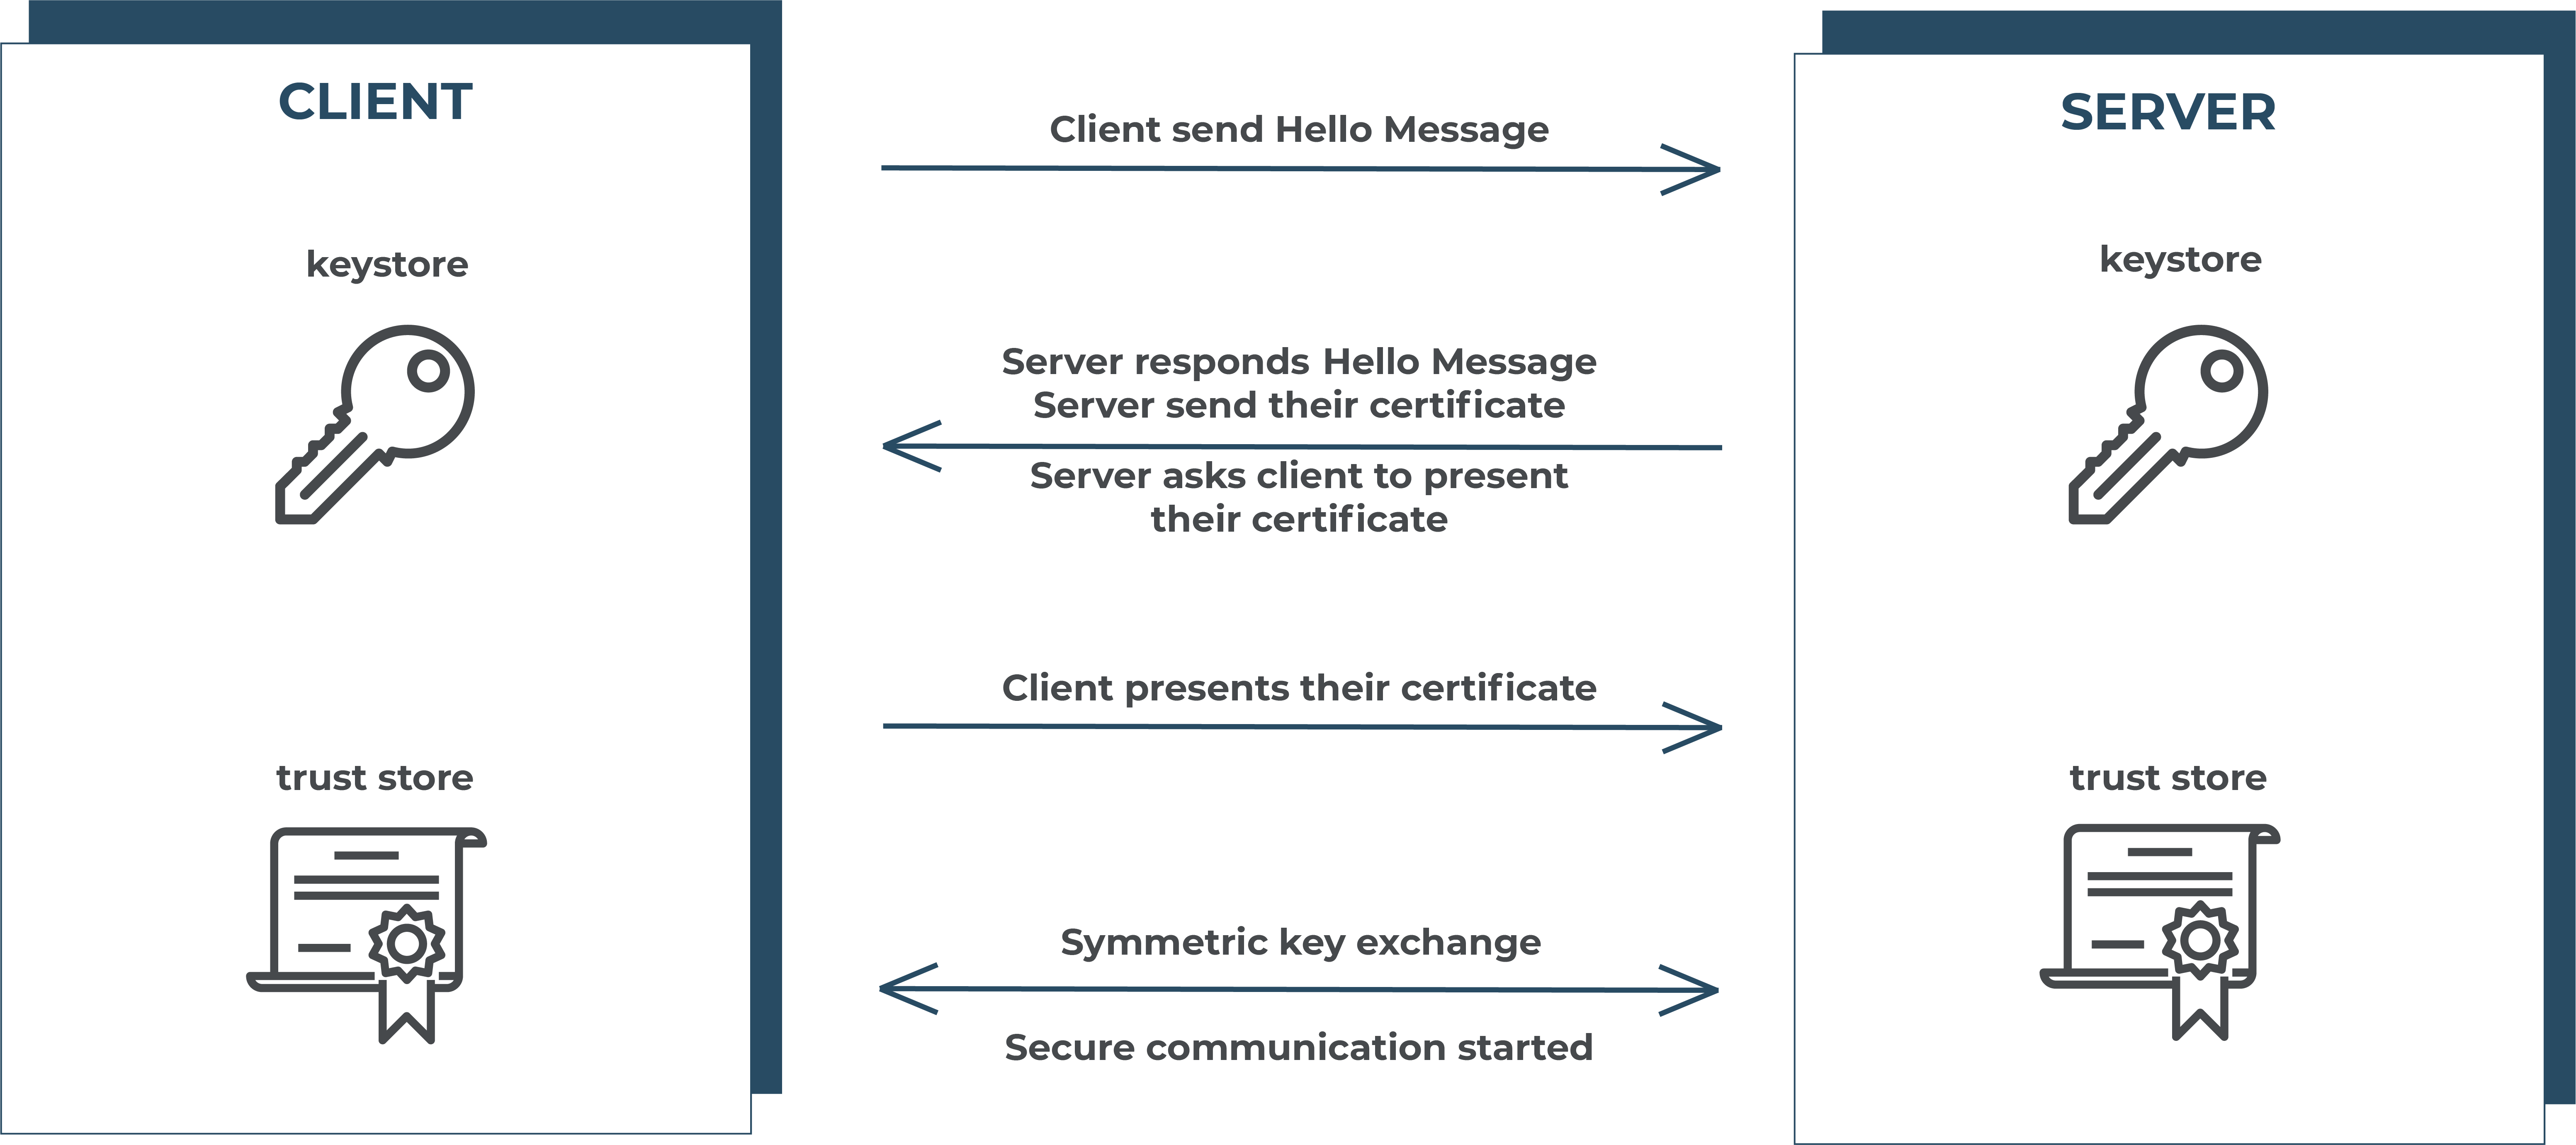 CLIENT
keystore
trust store
Client send Hello Message
Server responds Hello Message
Server send their certificate
Server asks client to present
their certificate
Client presents their certificate
Symmetric key exchange
Secure communication started
SERVER
keystore
trust store